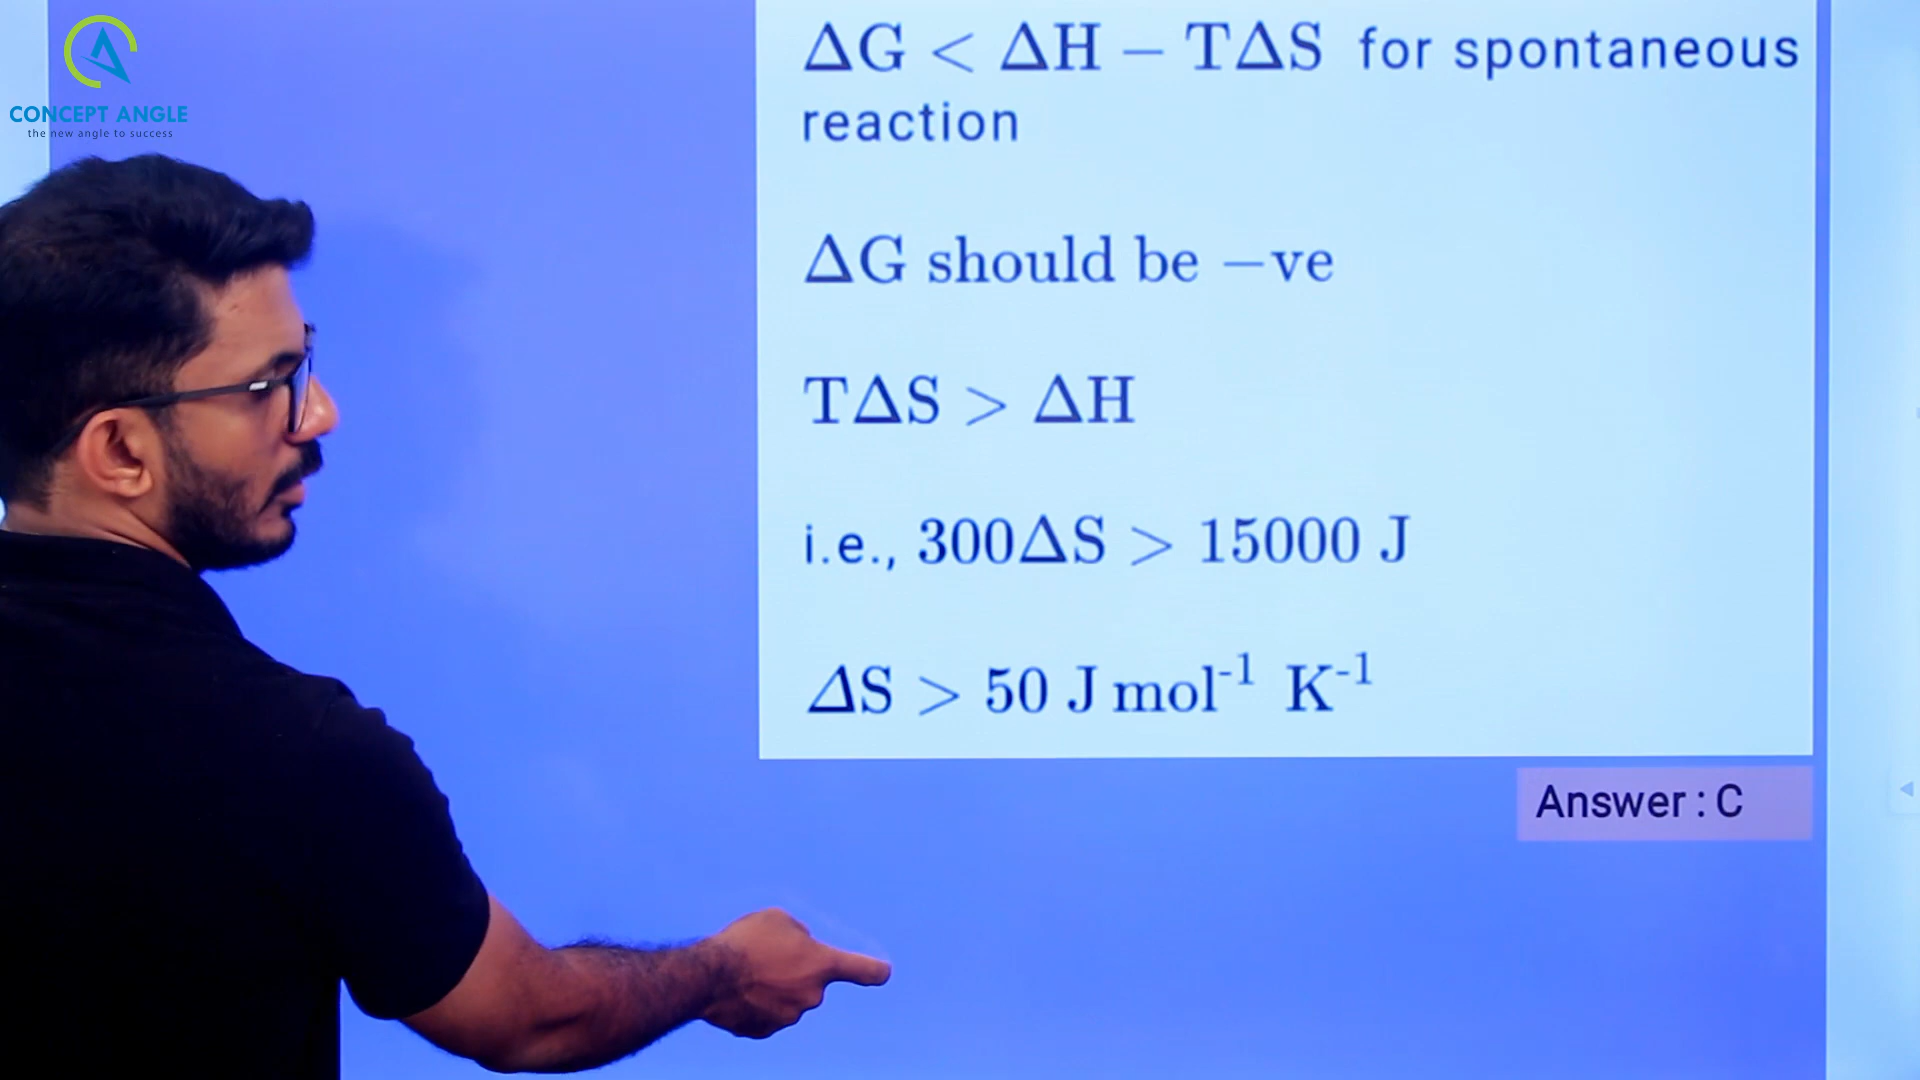 CONCEPT ANGLE
the new angle to success
ΔG < ΔH − TΔS for spontaneous
reaction
ΔG should be −ve
TΔS > ΔH
i.e., 300ΔS > 15000 J
ΔS > 50 J mol⁻¹ K⁻¹
Answer : C